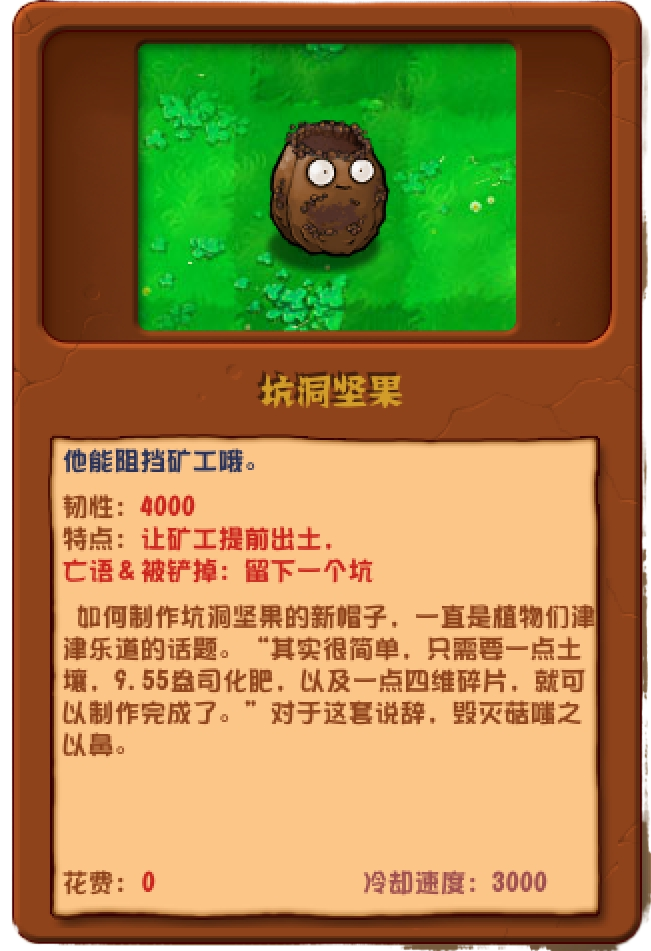 坑洞坚果
他能阻挡矿工哦。
韧性：4000
特点：让矿工提前出土，
亡语&被铲掉：留下一个坑
如何制作坑洞坚果的新帽子，一直是植物们津
津乐道的话题。“其实很简单，只需要一点土
壤，9.55盎司化肥，以及一点四维碎片，就可
以制作完成了。”对于这套说辞，毁灭菇嗤之
以鼻。
花费：0 冷却速度：3000